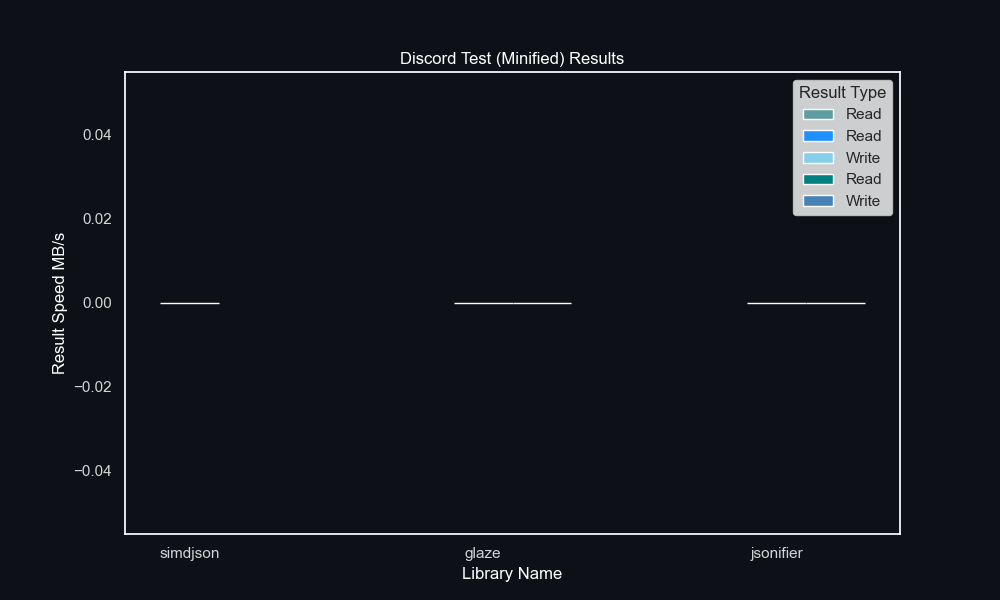 Discord Test (Minified) Results
Result Type
Read
Read
Write
Read
Write
Result Speed MB/s
0.04
0.02
0.00
−0.02
−0.04
simdjson
glaze
jsonifier
Library Name